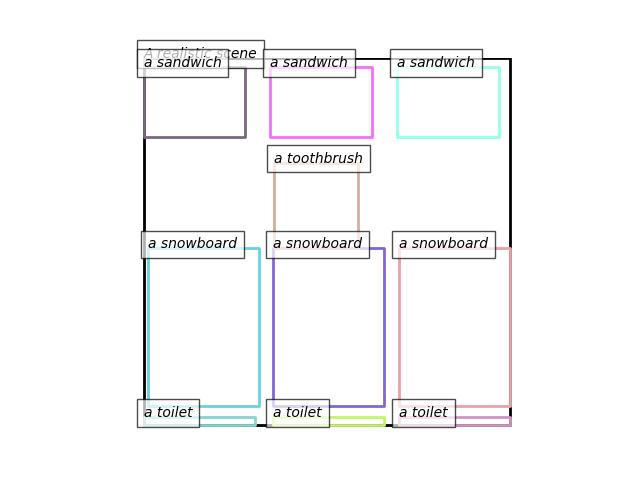 A realistic scene
a sandwich
a sandwich
a sandwich
a toothbrush
a snowboard
a snowboard
a snowboard
a toilet
a toilet
a toilet